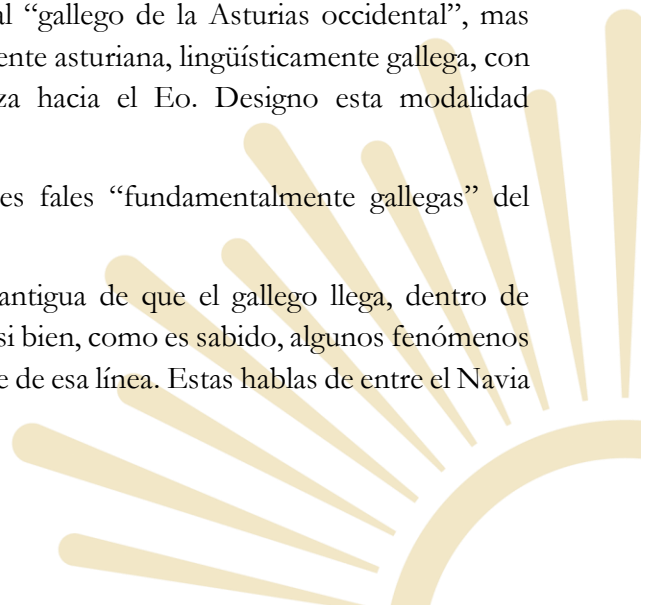 al “gallego de la Asturias occidental”, mas
ente asturiana, lingüísticamente gallega, con
za hacia el Eo. Designo esta modalidad
es fales “fundamentalmente gallegas” del
antigua de que el gallego llega, dentro de
si bien, como es sabido, algunos fenómenos
e de esa línea. Estas hablas de entre el Navia